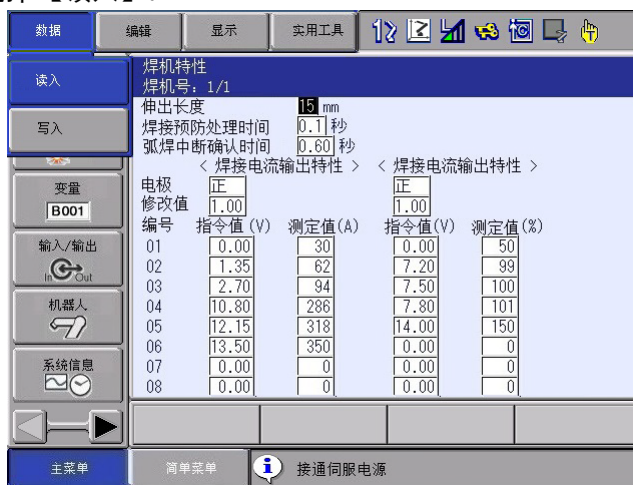 数据 编辑 显示 实用工具
读入
写入
焊机特性
焊机号: 1/1
伸出长度 15 mm
焊接预防处理时间 0.1 秒
弧焊中断确认时间 0.60 秒
< 焊接电流输出特性 > < 焊接电流输出特性 >
电极 正 正
修改值 1.00 1.00
编号 指令值(V) 测定值(A) 指令值(V) 测定值(%)
01 0.00 30 0.00 50
02 1.35 62 7.20 99
03 2.70 94 7.50 100
04 10.80 286 7.80 101
05 12.15 318 14.00 150
06 13.50 350 0.00 0
07 0.00 0 0.00 0
08 0.00 0 0.00 0
变量
B001
输入/输出
In Out
机器人
系统信息
主菜单 简单菜单 接通伺服电源